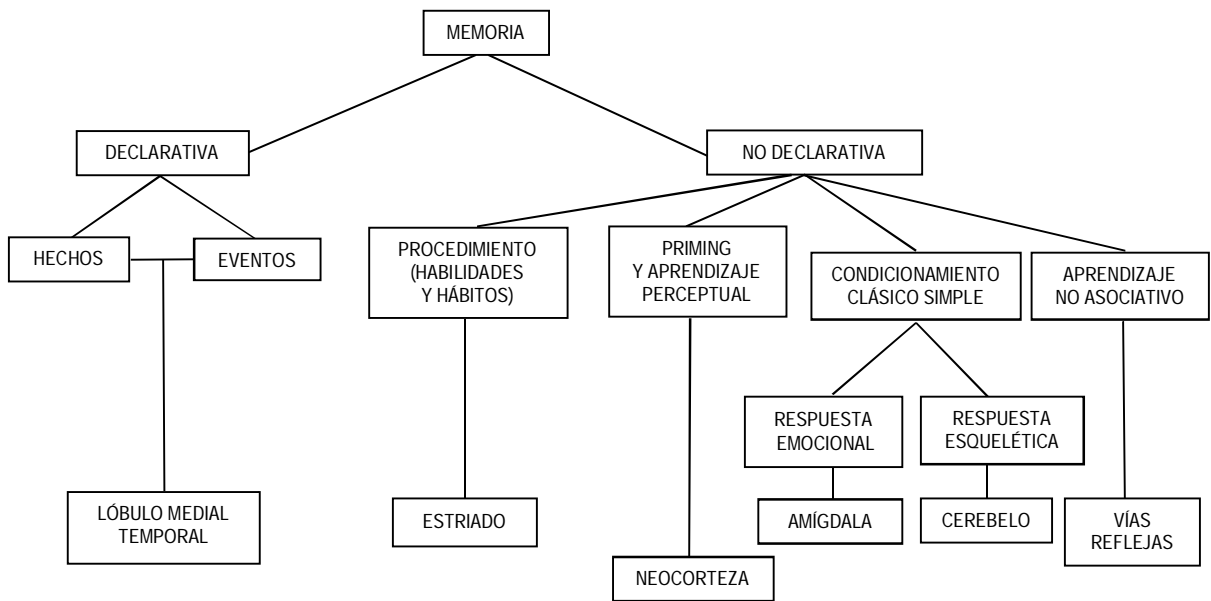 MEMORIA
DECLARATIVA
NO DECLARATIVA
HECHOS
EVENTOS
PROCEDIMIENTO
(HABILIDADES
Y HÁBITOS)
PRIMING
Y APRENDIZAJE
PERCEPTUAL
CONDICIONAMIENTO
CLÁSICO SIMPLE
APRENDIZAJE
NO ASOCIATIVO
RESPUESTA
EMOCIONAL
RESPUESTA
ESQUELÉTICA
LÓBULO MEDIAL
TEMPORAL
ESTRIADO
NEOCORTEZA
AMÍGDALA
CEREBELO
VÍAS
REFLEJAS